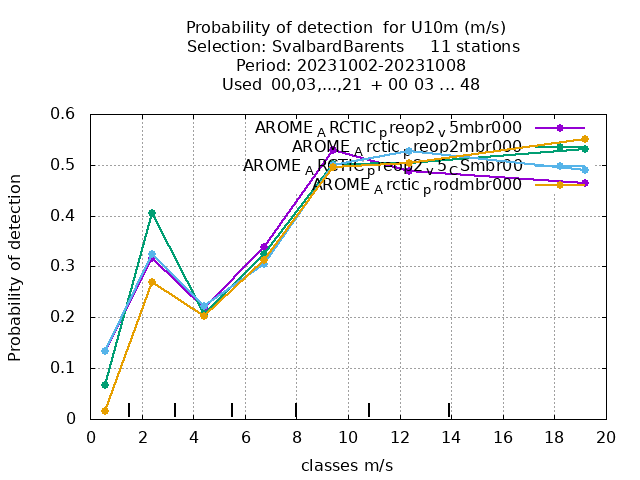 Probability of detection  for U10m (m/s)
Selection: SvalbardBarents     11 stations
Period: 20231002-20231008
Used  00,03,...,21  + 00 03 ... 48
Probability of detection
0.6
0.5
0.4
0.3
0.2
0.1
0
AROME_ARCTIC_preop2_v5mbr000
AROME_Arctic_preop2mbr000
AROME_ARCTIC_preop2_v5_CSmbr00
AROME_Arctic_prodmbr000
0 2 4 6 8 10 12 14 16 18 20
classes m/s